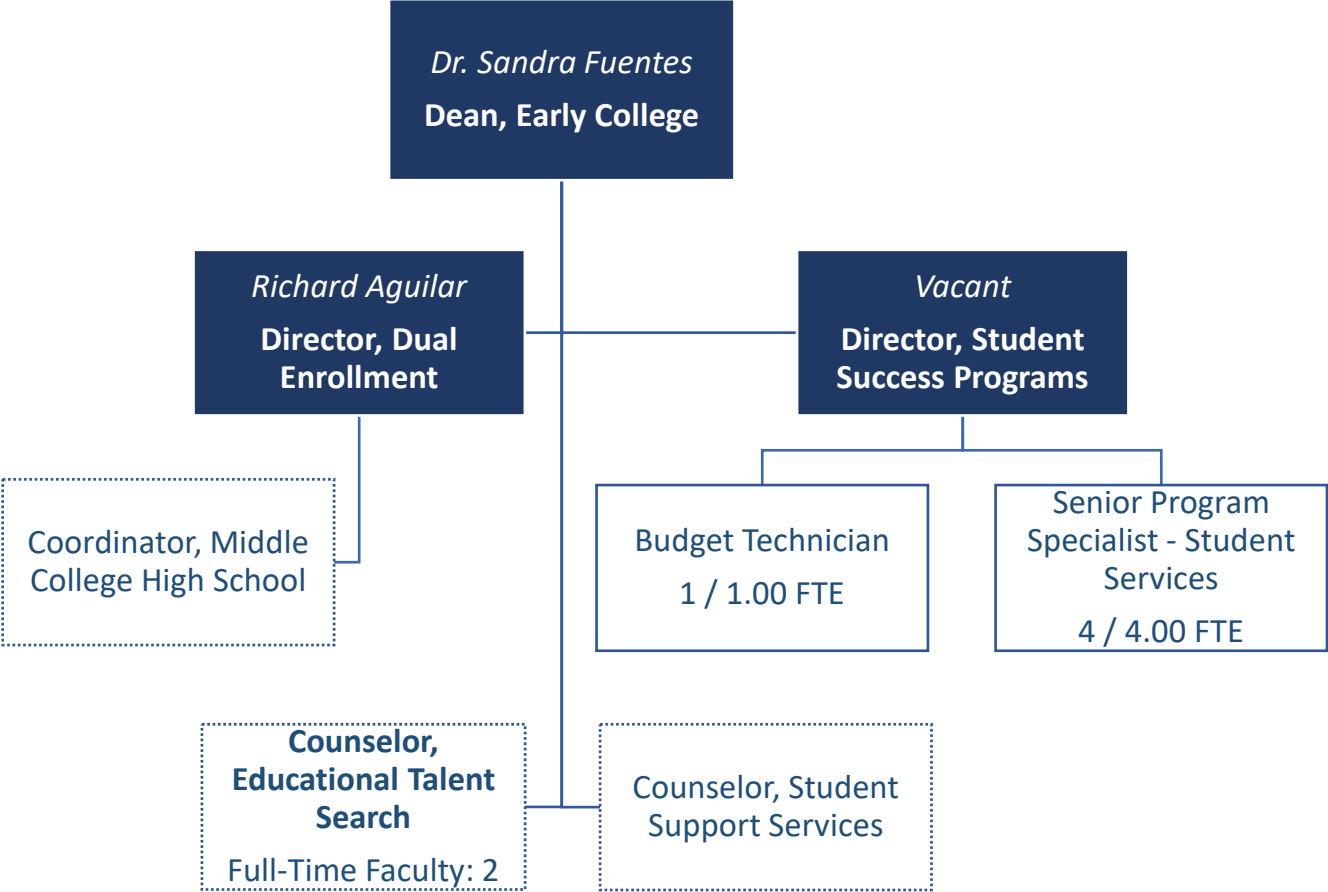 Dr. Sandra Fuentes
Dean, Early College
Richard Aguilar
Director, Dual
Enrollment
Vacant
Director, Student
Success Programs
Coordinator, Middle
College High School
Budget Technician
1 / 1.00 FTE
Senior Program
Specialist - Student
Services
4 / 4.00 FTE
Counselor,
Educational Talent
Search
Full-Time Faculty: 2
Counselor, Student
Support Services